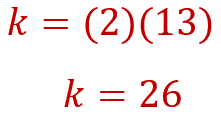 k = (2)(13)
k = 26